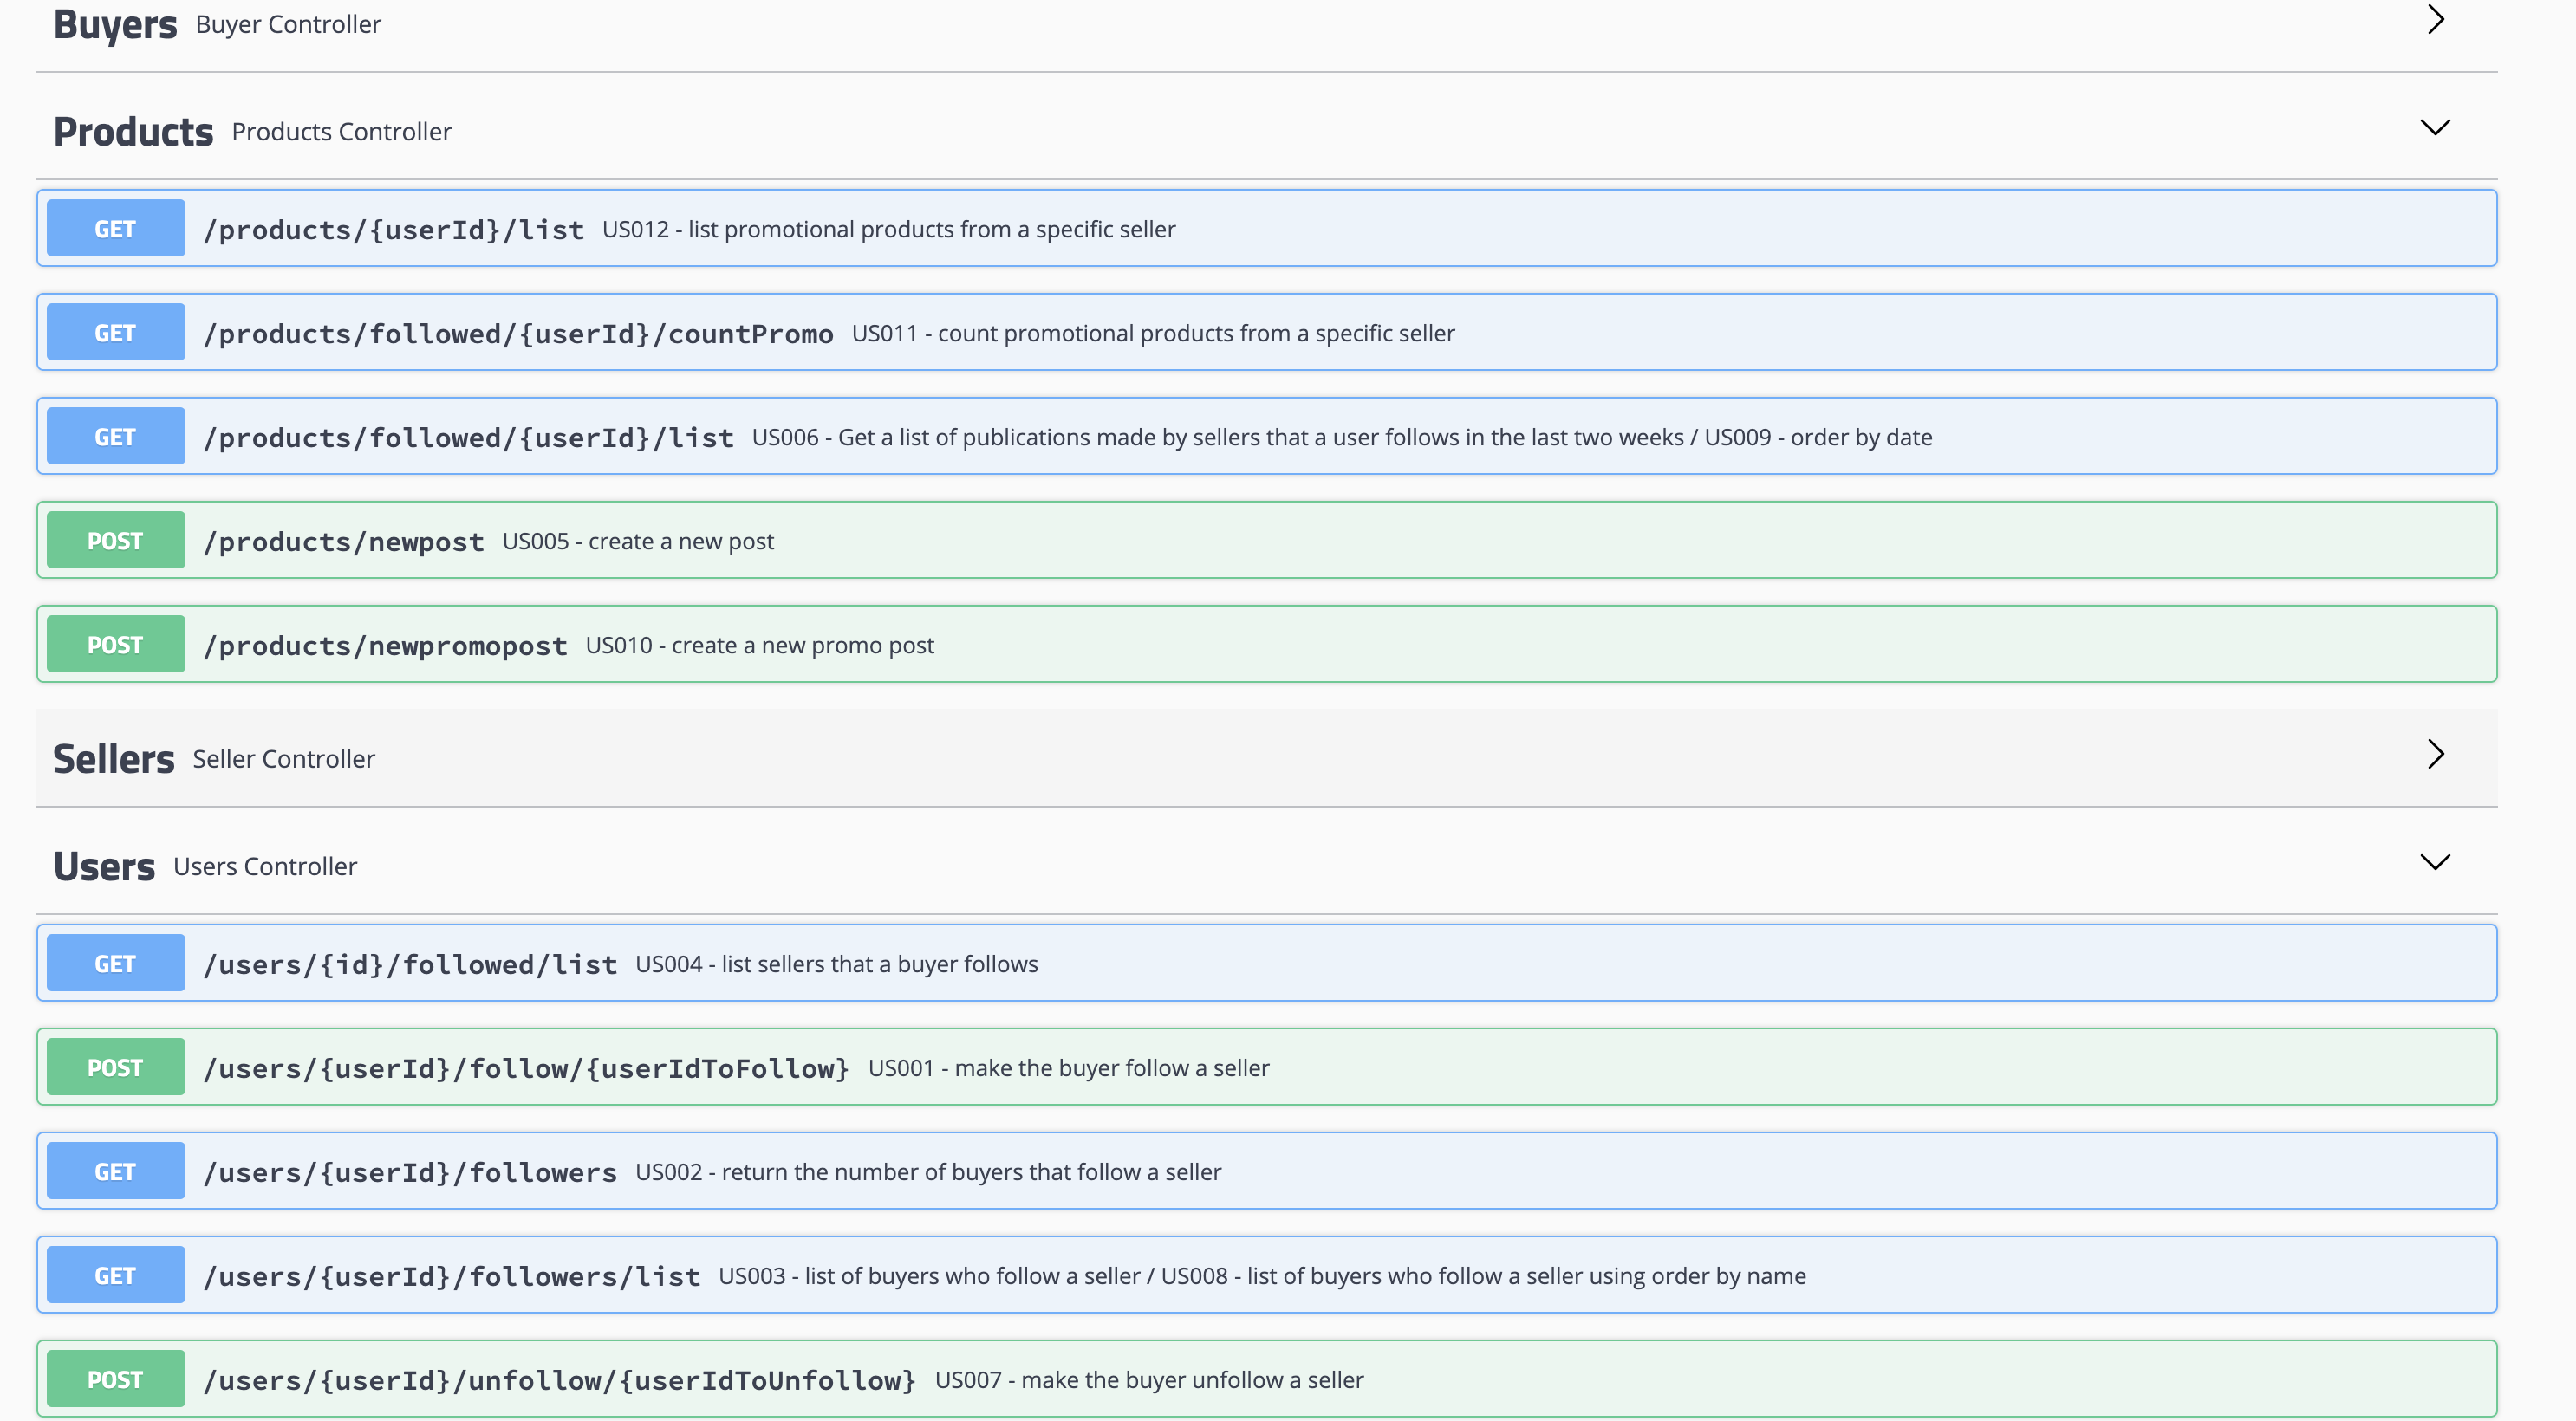 Buyers Buyer Controller
Products Products Controller
GET /products/{userId}/list US012 - list promotional products from a specific seller
GET /products/followed/{userId}/countPromo US011 - count promotional products from a specific seller
GET /products/followed/{userId}/list US006 - Get a list of publications made by sellers that a user follows in the last two weeks / US009 - order by date
POST /products/newpost US005 - create a new post
POST /products/newpromopost US010 - create a new promo post
Sellers Seller Controller
Users Users Controller
GET /users/{id}/followed/list US004 - list sellers that a buyer follows
POST /users/{userId}/follow/{userIdToFollow} US001 - make the buyer follow a seller
GET /users/{userId}/followers US002 - return the number of buyers that follow a seller
GET /users/{userId}/followers/list US003 - list of buyers who follow a seller / US008 - list of buyers who follow a seller using order by name
POST /users/{userId}/unfollow/{userIdToUnfollow} US007 - make the buyer unfollow a seller